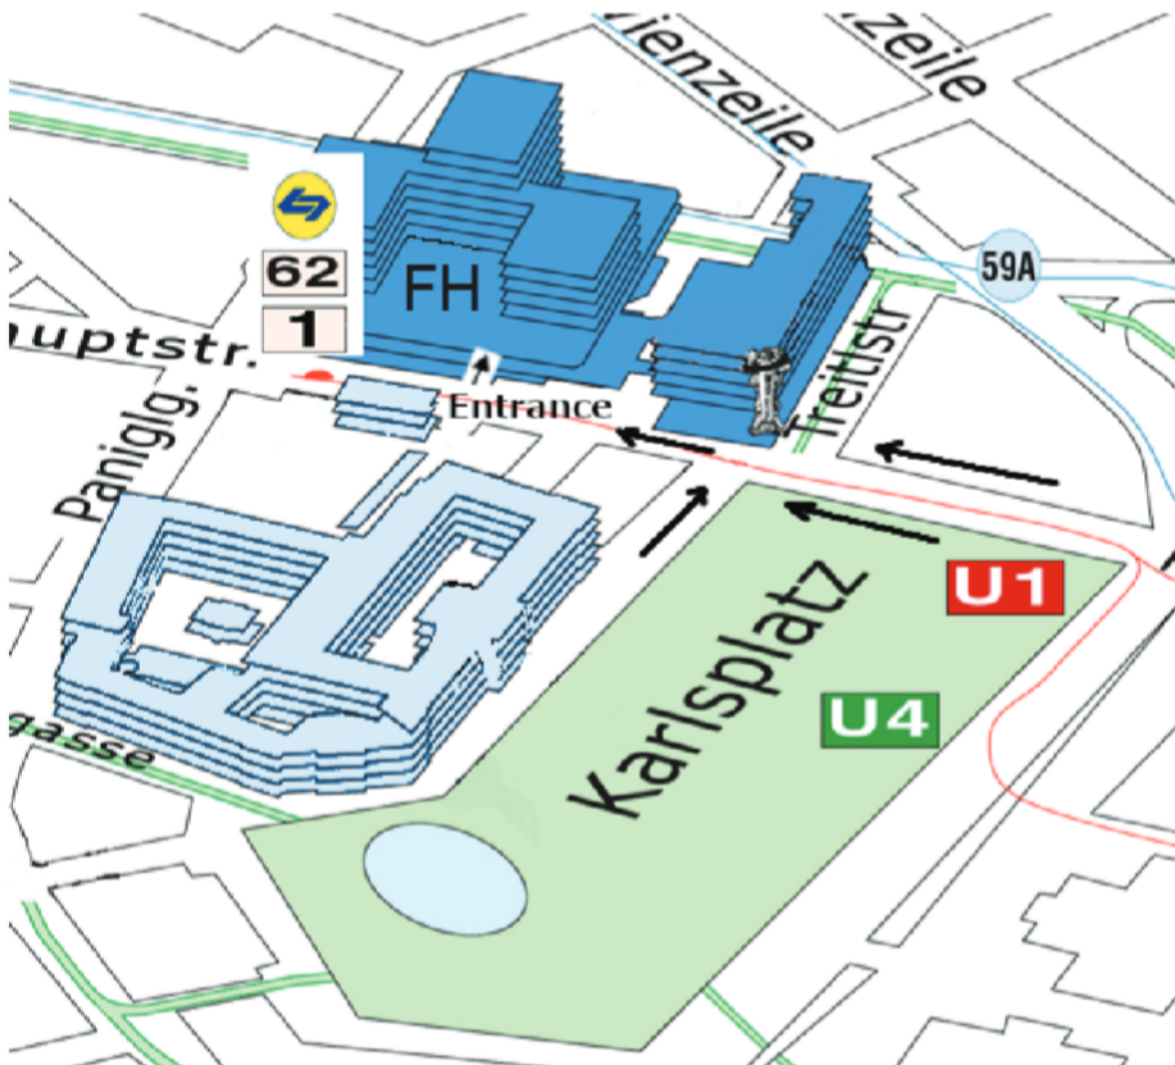 ienzeile
zeile
62
1
FH
59A
uptstr.
Entrance
Treitlstr
Paniglg.
U1
Karlsplatz
U4
gasse